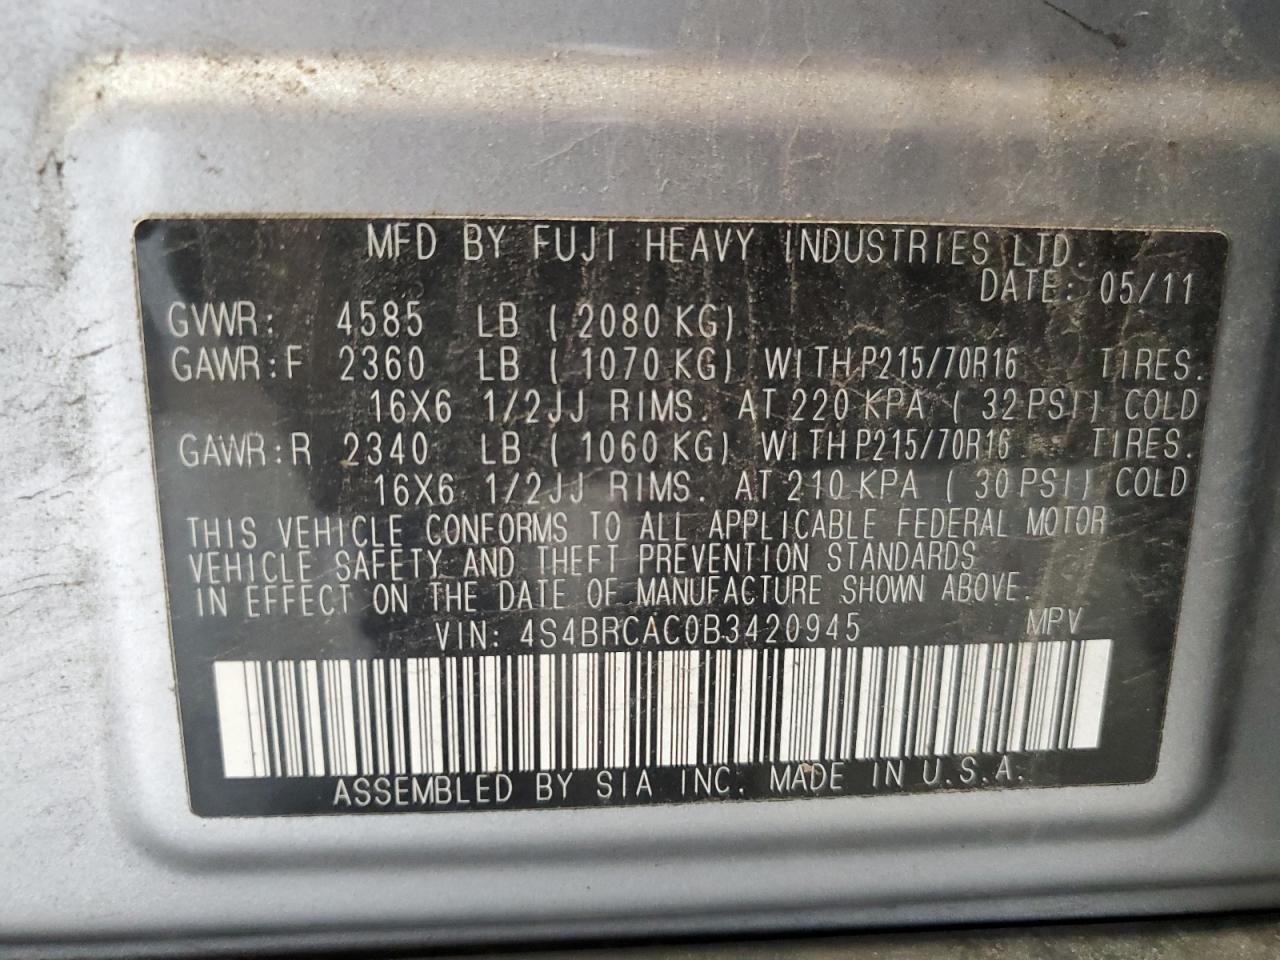 MFD BY FUJI HEAVY INDUSTRIES LTD.
DATE: 05/11
GVWR: 4585 LB ( 2080 KG)
GAWR:F 2360 LB ( 1070 KG) WITH P215/70R16 TIRES.
16X6 1/2JJ RIMS. AT 220 KPA ( 32 PSI) COLD
GAWR:R 2340 LB ( 1060 KG) WITH P215/70R16 TIRES.
16X6 1/2JJ RIMS. AT 210 KPA ( 30 PSI) COLD
THIS VEHICLE CONFORMS TO ALL APPLICABLE FEDERAL MOTOR
VEHICLE SAFETY AND THEFT PREVENTION STANDARDS
IN EFFECT ON THE DATE OF MANUFACTURE SHOWN ABOVE.
VIN: 4S4BRCAC0B3420945 MPV
ASSEMBLED BY SIA INC. MADE IN U.S.A.